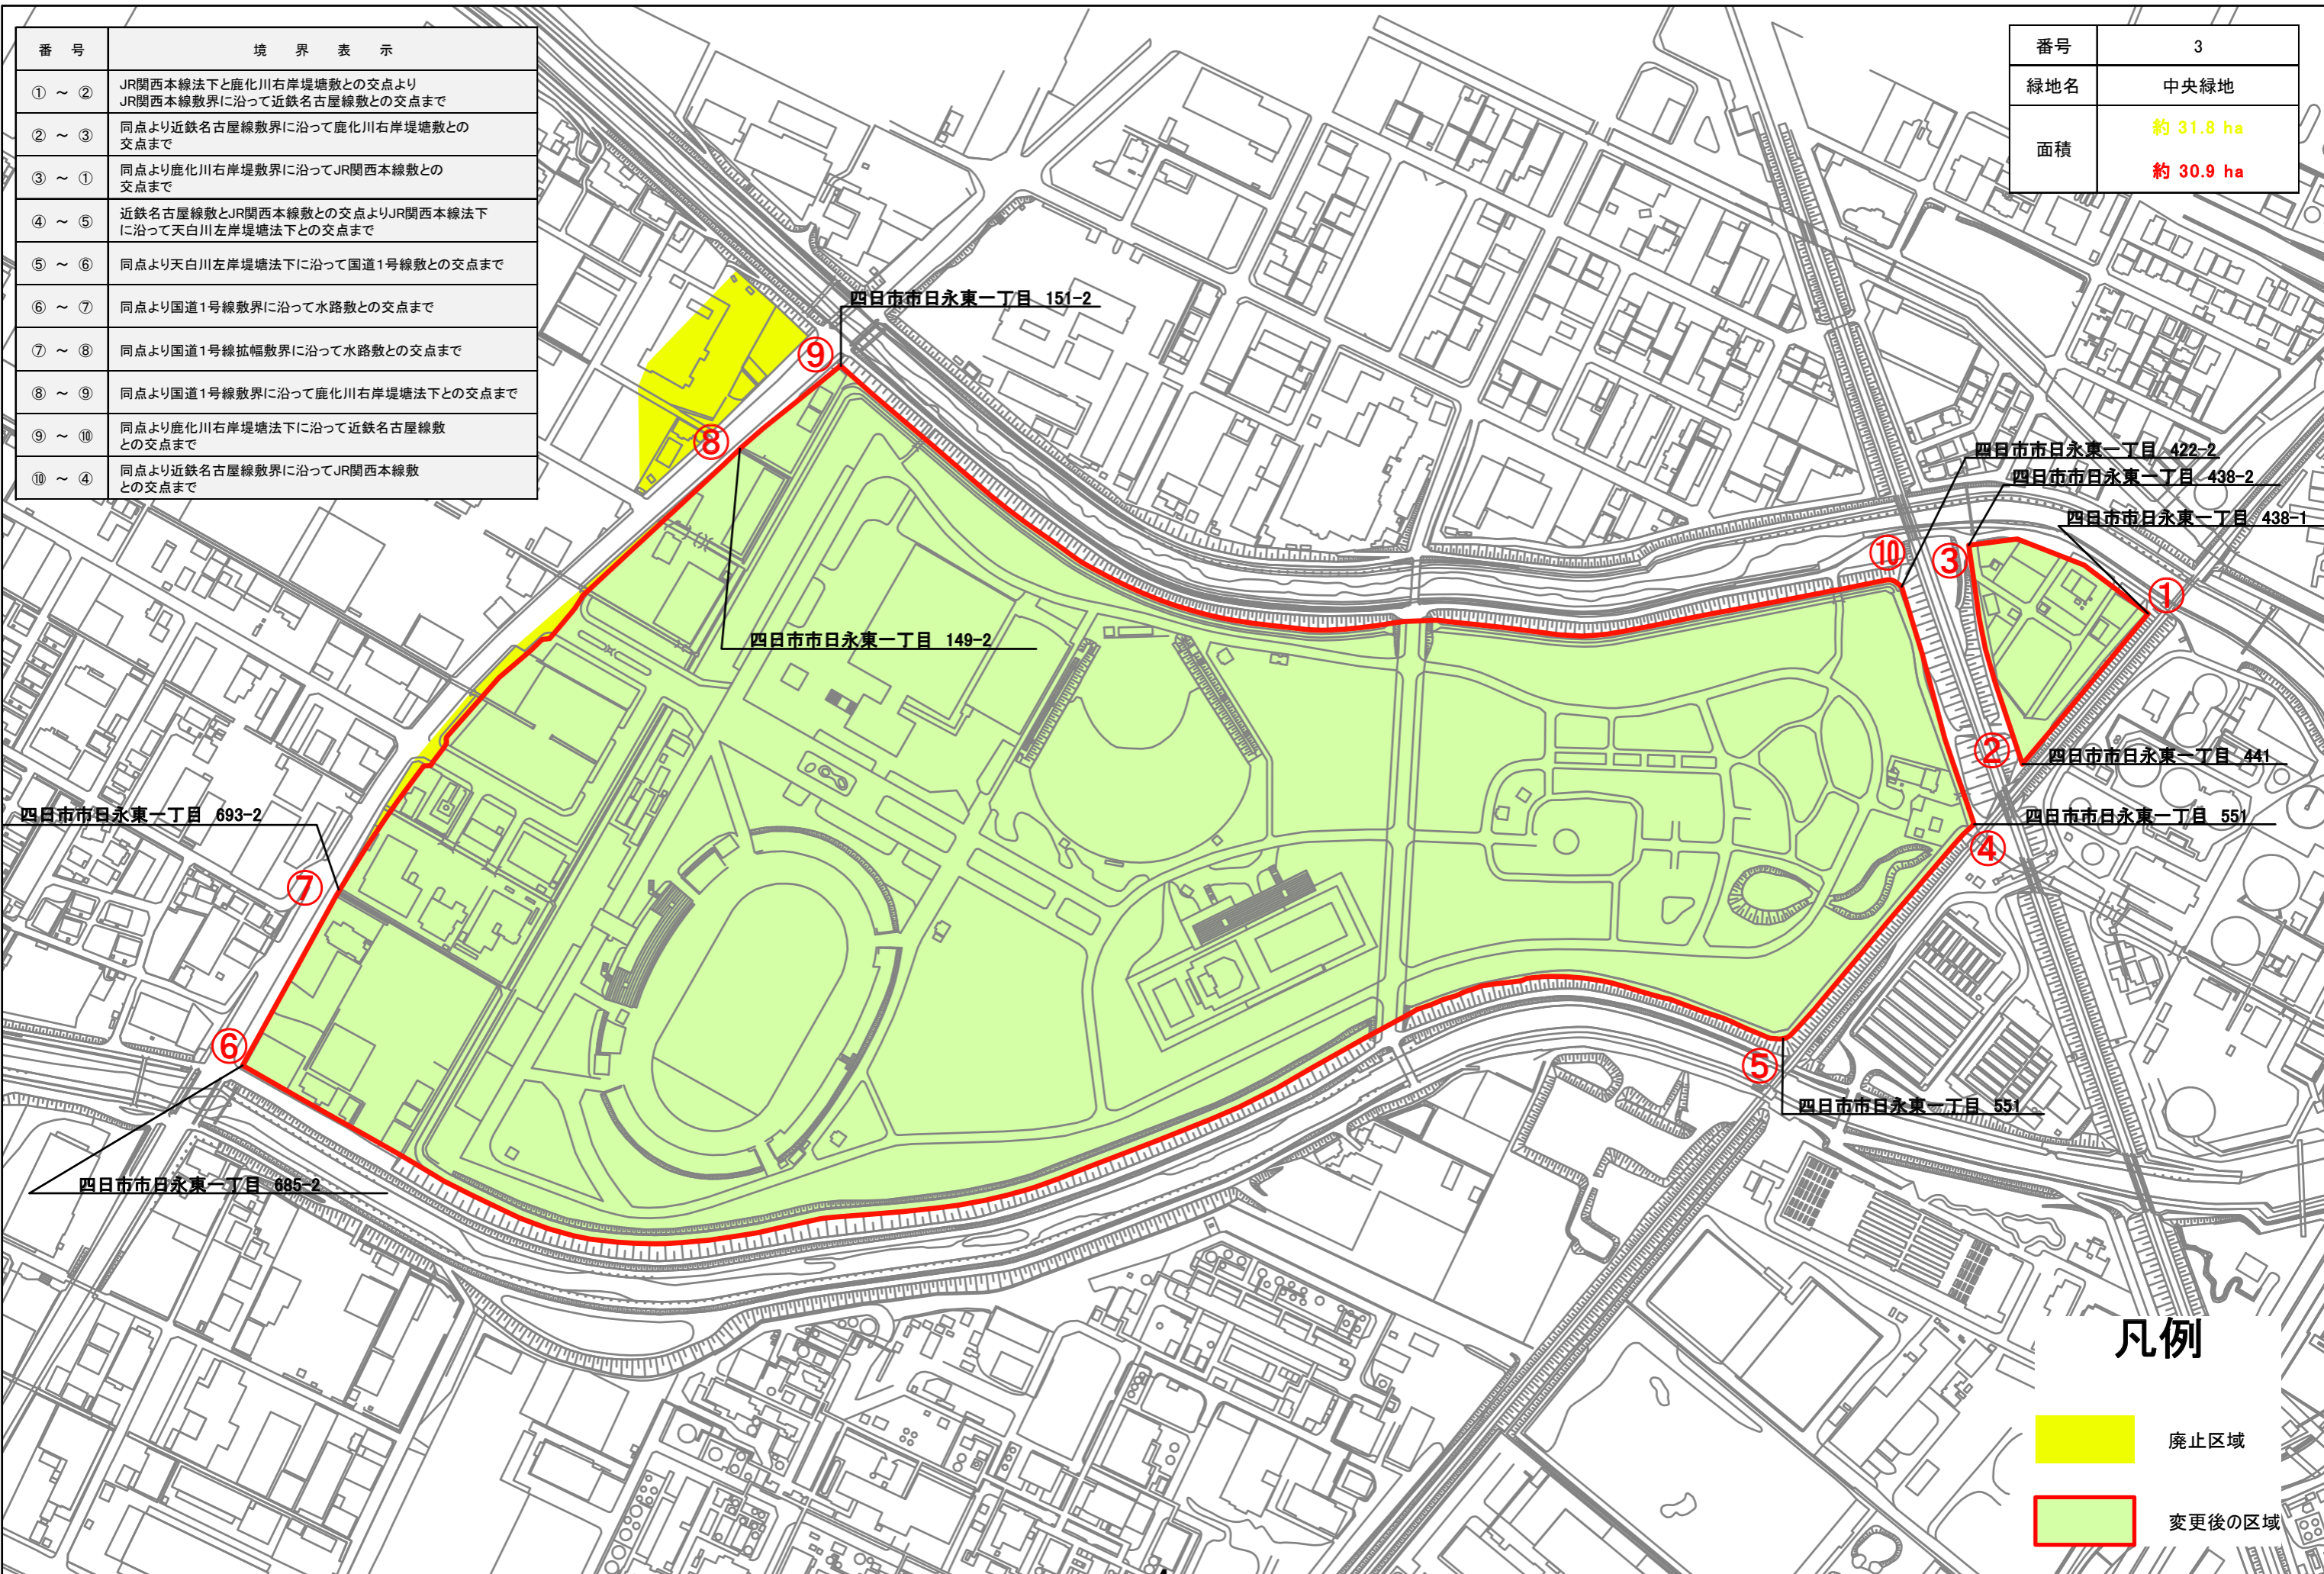 番 号 境 界 表 示
① ～ ② JR関西本線法下と鹿化川右岸堤塘敷との交点より
JR関西本線敷界に沿って近鉄名古屋線敷との交点まで
② ～ ③ 同点より近鉄名古屋線敷界に沿って鹿化川右岸堤塘敷との
交点まで
③ ～ ① 同点より鹿化川右岸堤敷界に沿ってJR関西本線敷との
交点まで
④ ～ ⑤ 近鉄名古屋線敷とJR関西本線敷との交点よりJR関西本線法下
に沿って天白川左岸堤塘法下との交点まで
⑤ ～ ⑥ 同点より天白川左岸堤塘法下に沿って国道1号線敷との交点まで
⑥ ～ ⑦ 同点より国道1号線敷界に沿って水路敷との交点まで
⑦ ～ ⑧ 同点より国道1号線拡幅敷界に沿って水路敷との交点まで
⑧ ～ ⑨ 同点より国道1号線敷界に沿って鹿化川右岸堤塘法下との交点まで
⑨ ～ ⑩ 同点より鹿化川右岸堤塘法下に沿って近鉄名古屋線敷
との交点まで
⑩ ～ ④ 同点より近鉄名古屋線敷界に沿ってJR関西本線敷
との交点まで
番号 3
緑地名 中央緑地
面積
約 31.8 ha
約 30.9 ha
四日市市日永東一丁目 151-2
⑨
⑧
四日市市日永東一丁目 422-2
四日市市日永東一丁目 438-2
四日市市日永東一丁目 438-1
⑩
③
①
四日市市日永東一丁目 149-2
②
四日市市日永東一丁目 441
四日市市日永東一丁目 693-2
四日市市日永東一丁目 551
④
⑦
⑥
⑤
四日市市日永東一丁目 551
四日市市日永東一丁目 685-2
凡例
廃止区域
変更後の区域